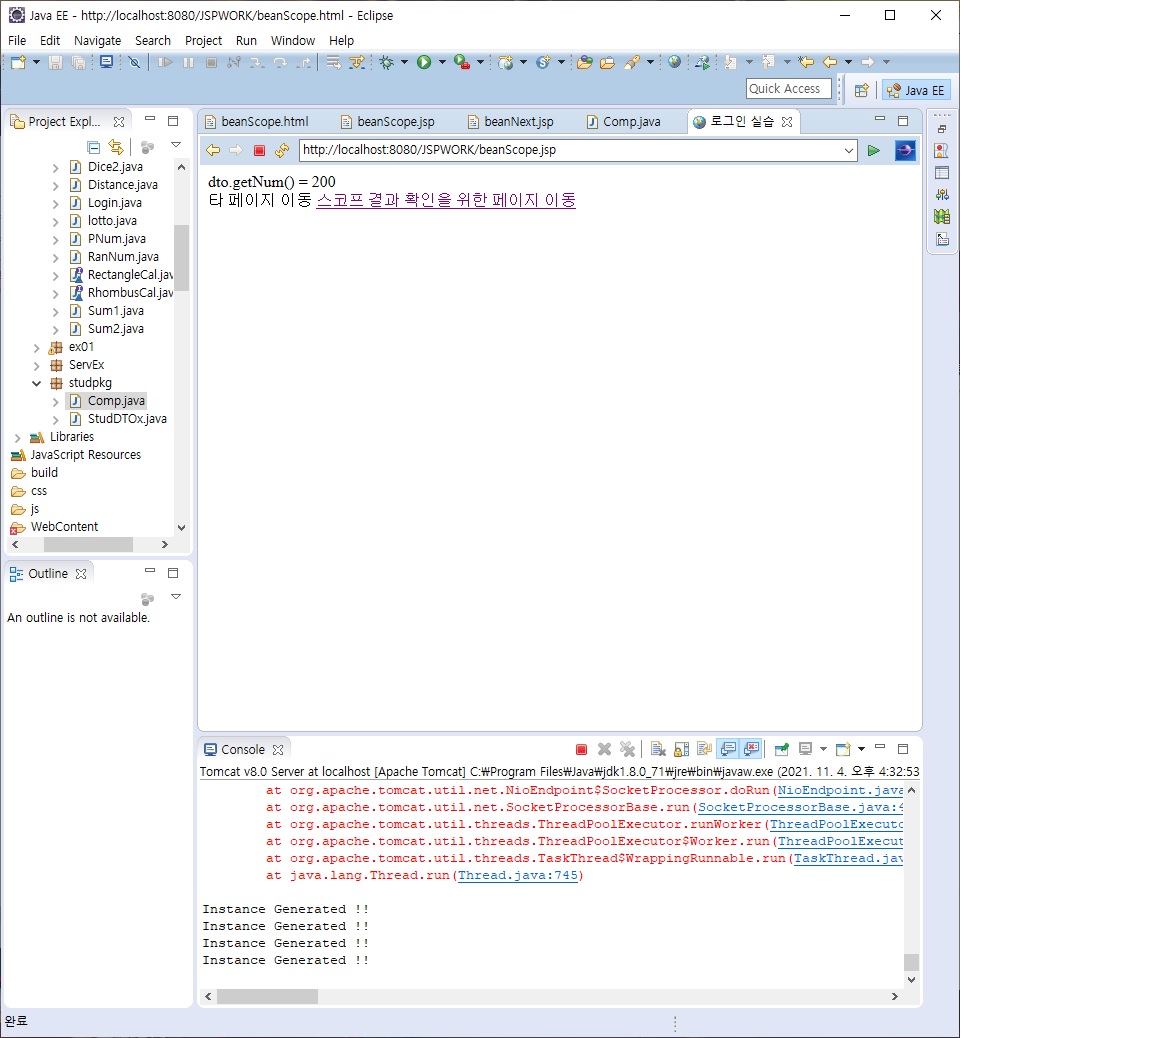 Java EE - http://localhost:8080/JSPWORK/beanScope.html - Eclipse
File Edit Navigate Search Project Run Window Help
Quick Access
Java EE
Project Expl...
Dice2.java
Distance.java
Login.java
lotto.java
PNum.java
RanNum.java
RectangleCal.jav
RhombusCal.jav
Sum1.java
Sum2.java
ex01
ServEx
studpkg
Comp.java
StudDTOx.java
Libraries
JavaScript Resources
build
css
js
WebContent
Outline
An outline is not available.
beanScope.html beanScope.jsp beanNext.jsp Comp.java 로그인 실습
http://localhost:8080/JSPWORK/beanScope.jsp
dto.getNum() = 200
타 페이지 이동 스코프 결과 확인을 위한 페이지 이동
Console
Tomcat v8.0 Server at localhost [Apache Tomcat] C:₩Program Files₩Java₩jdk1.8.0_71₩jre₩bin₩javaw.exe (2021. 11. 4. 오후 4:32:53
at org.apache.tomcat.util.net.NioEndpoint$SocketProcessor.doRun(NioEndpoint.java
at org.apache.tomcat.util.net.SocketProcessorBase.run(SocketProcessorBase.java:4
at org.apache.tomcat.util.threads.ThreadPoolExecutor.runWorker(ThreadPoolExecuto
at org.apache.tomcat.util.threads.ThreadPoolExecutor$Worker.run(ThreadPoolExecut
at org.apache.tomcat.util.threads.TaskThread$WrappingRunnable.run(TaskThread.jav
at java.lang.Thread.run(Thread.java:745)
Instance Generated !!
Instance Generated !!
Instance Generated !!
Instance Generated !!
완료